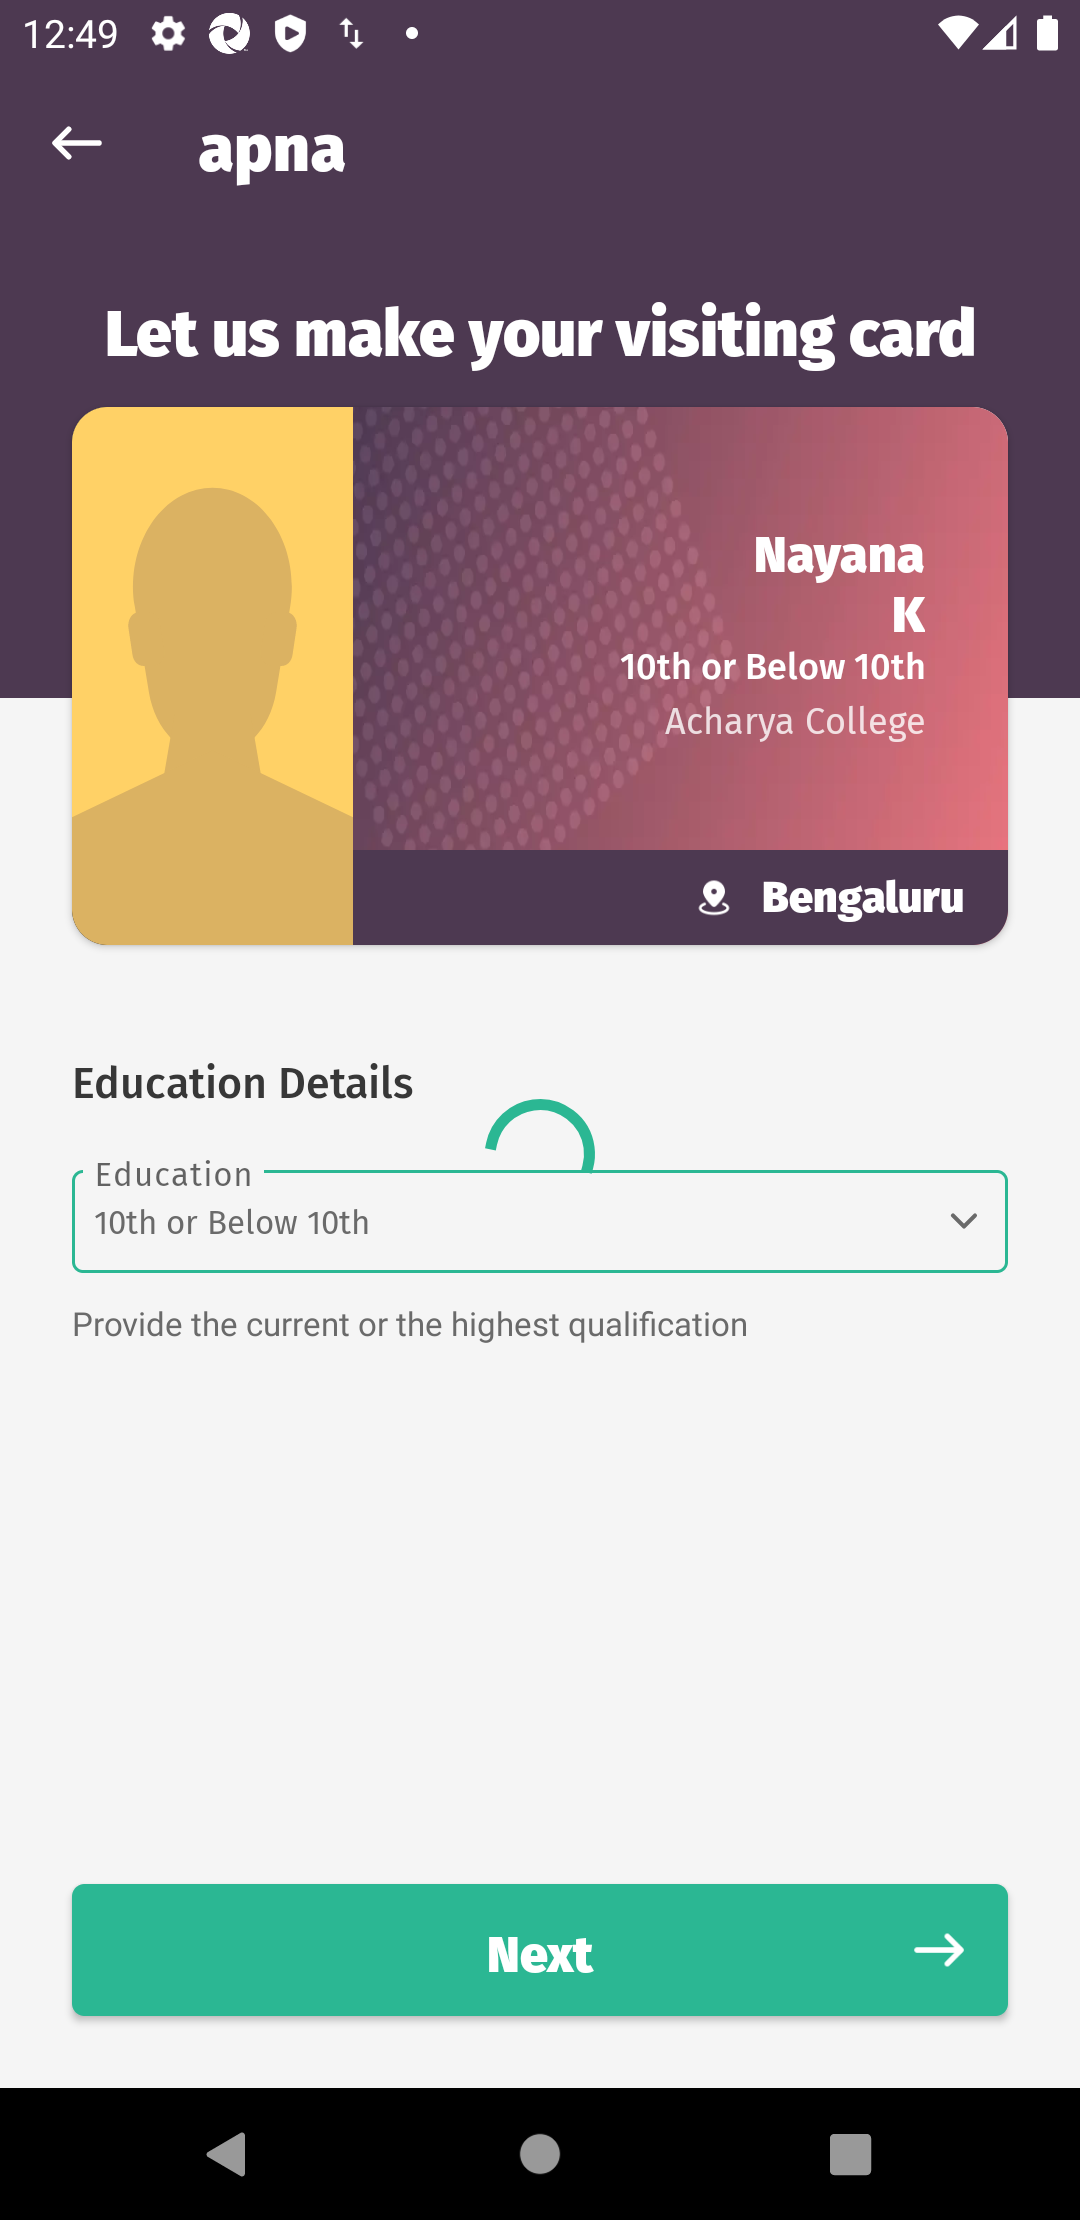 12:49
apna
Let us make your visiting card
Nayana
K
10th or Below 10th
Acharya College
Bengaluru
Education Details
Education
10th or Below 10th
Provide the current or the highest qualification
Next